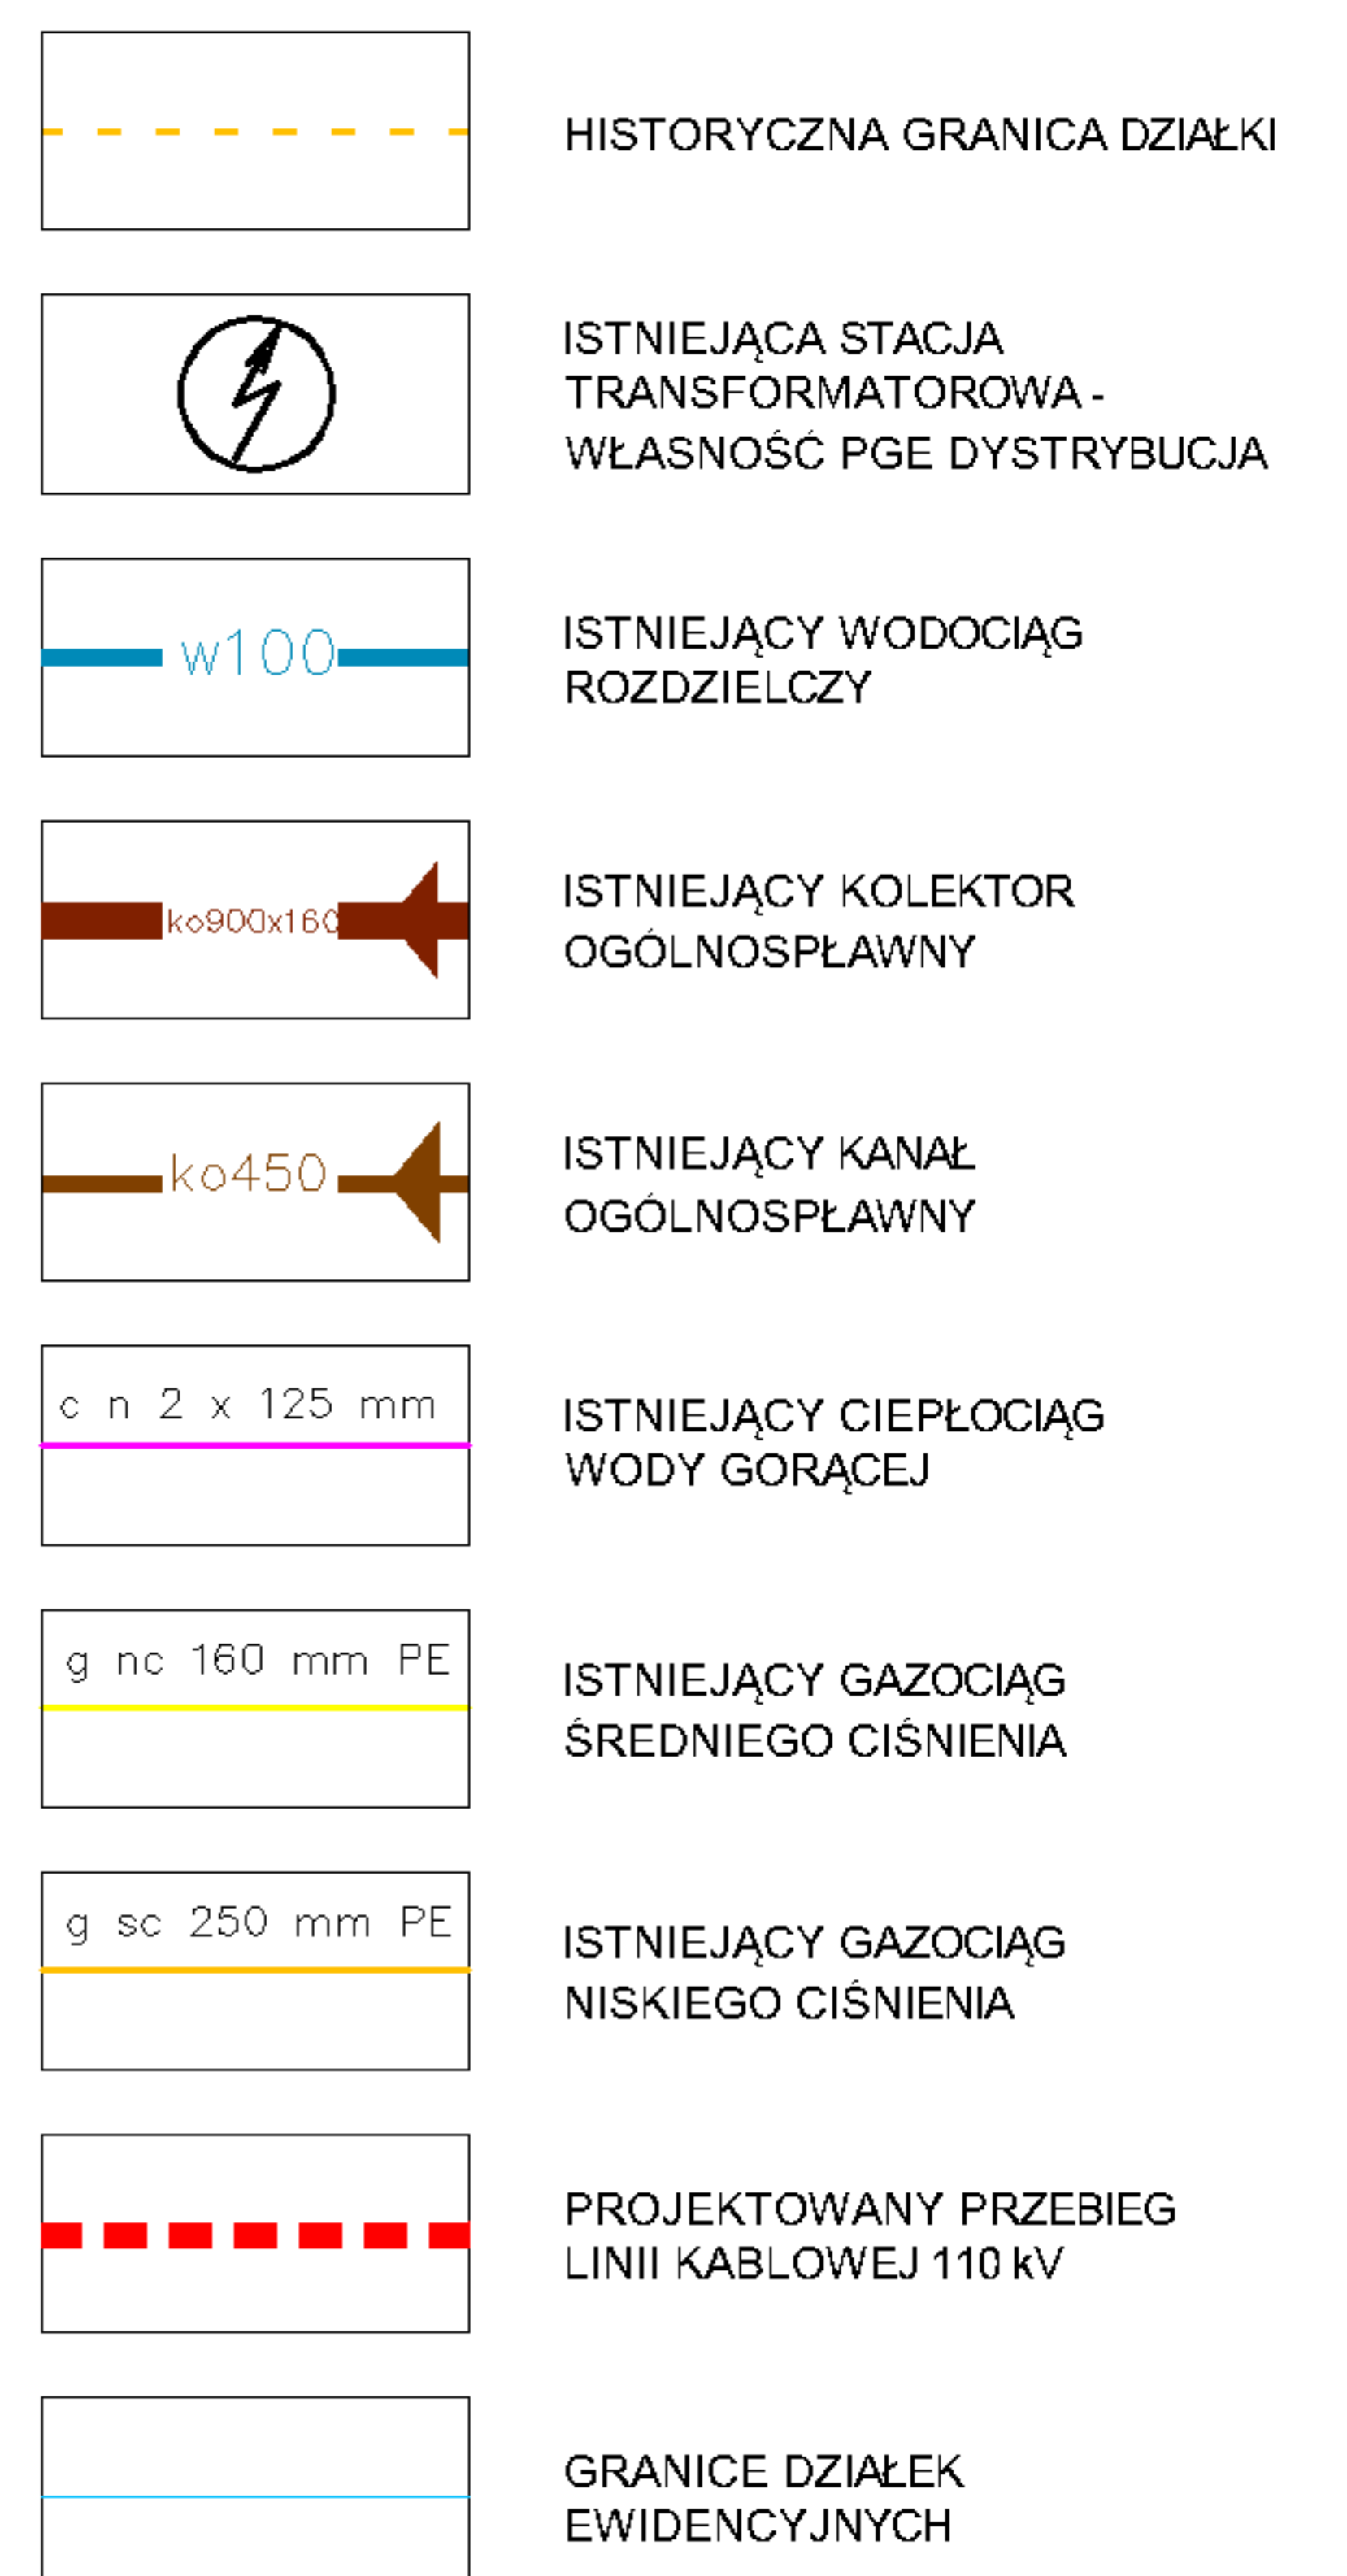 HISTORYCZNA GRANICA DZIAŁKI
ISTNIEJĄCA STACJA
TRANSFORMATOROWA -
WŁASNOŚĆ PGE DYSTRYBUCJA
w100
ISTNIEJĄCY WODOCIĄG
ROZDZIELCZY
ko900x160
ISTNIEJĄCY KOLEKTOR
OGÓLNOSPŁAWNY
ko450
ISTNIEJĄCY KANAŁ
OGÓLNOSPŁAWNY
c n 2 x 125 mm
ISTNIEJĄCY CIEPŁOCIĄG
WODY GORĄCEJ
g nc 160 mm PE
ISTNIEJĄCY GAZOCIĄG
ŚREDNIEGO CIŚNIENIA
g sc 250 mm PE
ISTNIEJĄCY GAZOCIĄG
NISKIEGO CIŚNIENIA
PROJEKTOWANY PRZEBIEG
LINII KABLOWEJ 110 kV
GRANICE DZIAŁEK
EWIDENCYJNYCH